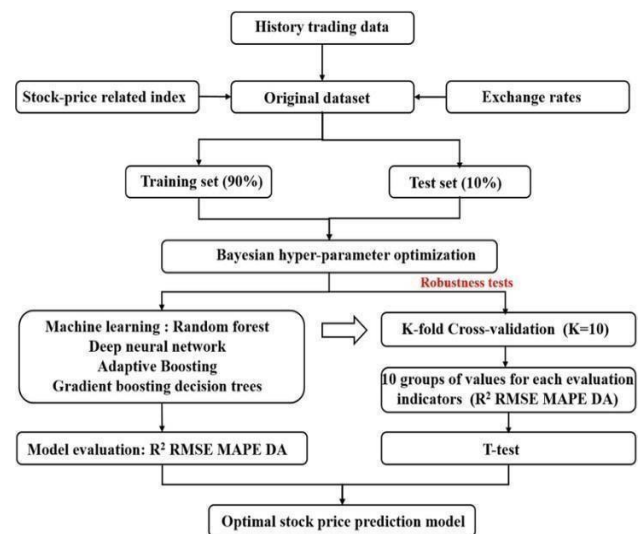 History trading data
Stock-price related index
Original dataset
Exchange rates
Training set (90%)
Test set (10%)
Bayesian hyper-parameter optimization
Robustness tests
Machine learning : Random forest
Deep neural network
Adaptive Boosting
Gradient boosting decision trees
K-fold Cross-validation (K=10)
10 groups of values for each evaluation
indicators (R² RMSE MAPE DA)
Model evaluation: R² RMSE MAPE DA
T-test
Optimal stock price prediction model